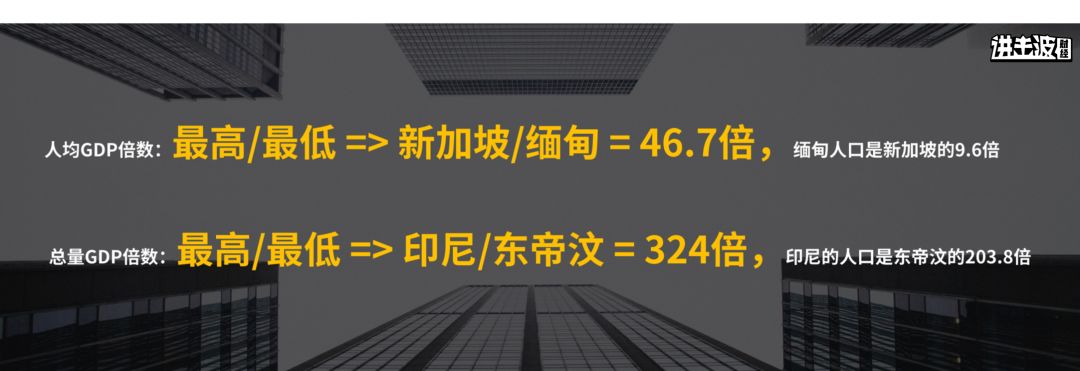 进击波财经
人均GDP倍数：最高/最低 => 新加坡/缅甸 = 46.7倍，缅甸人口是新加坡的9.6倍
总量GDP倍数：最高/最低 => 印尼/东帝汶 = 324倍，印尼的人口是东帝汶的203.8倍